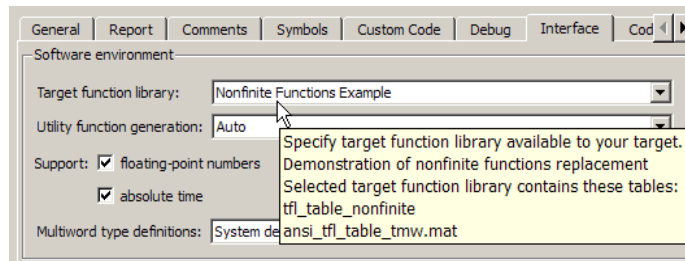 General Report Comments Symbols Custom Code Debug Interface Cod
Software environment
Target function library: Nonfinite Functions Example
Utility function generation: Auto
Specify target function library available to your target.
Support: floating-point numbers
Demonstration of nonfinite functions replacement
Selected target function library contains these tables:
absolute time
tfl_table_nonfinite
Multiword type definitions: System de
ansi_tfl_table_tmw.mat